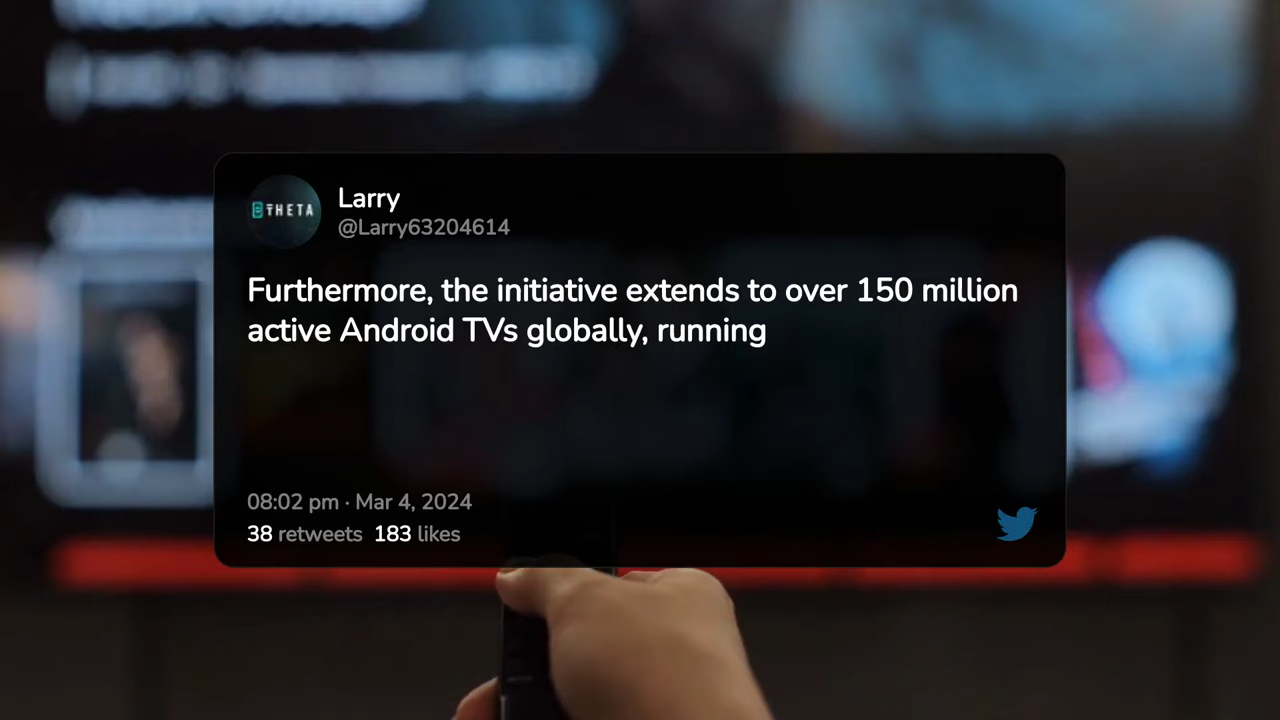 THETA
Larry
@Larry63204614
Furthermore, the initiative extends to over 150 million
active Android TVs globally, running
08:02 pm · Mar 4, 2024
38 retweets 183 likes